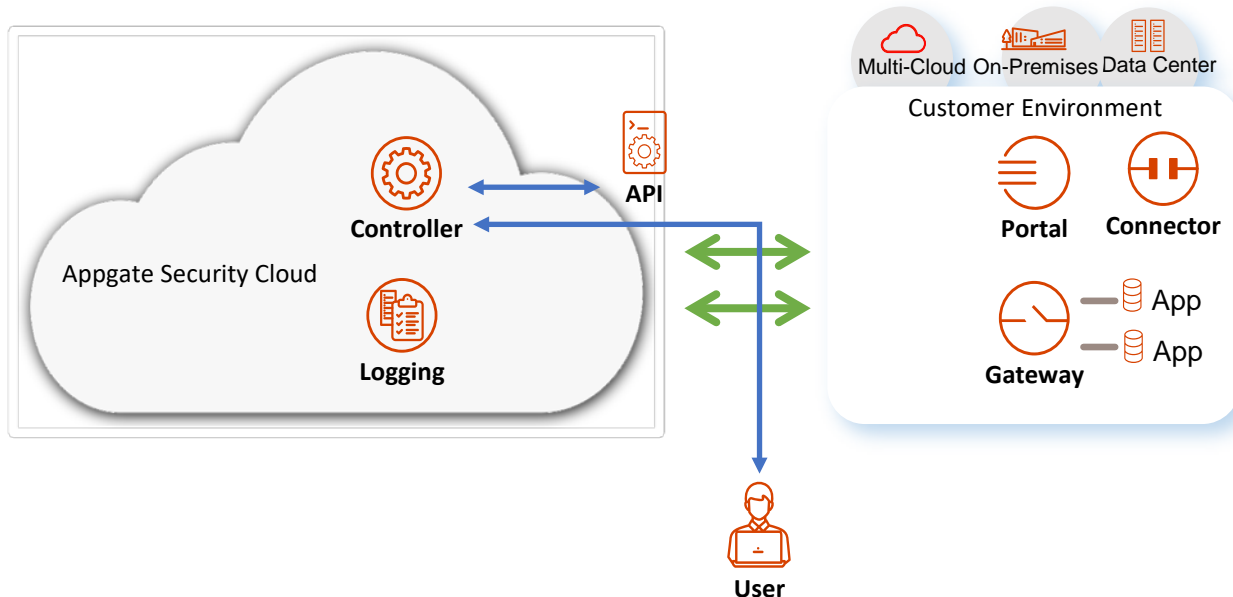 Multi-Cloud On-Premises Data Center
Customer Environment
API
Controller
Portal Connector
Appgate Security Cloud
App
App
Logging
Gateway
User